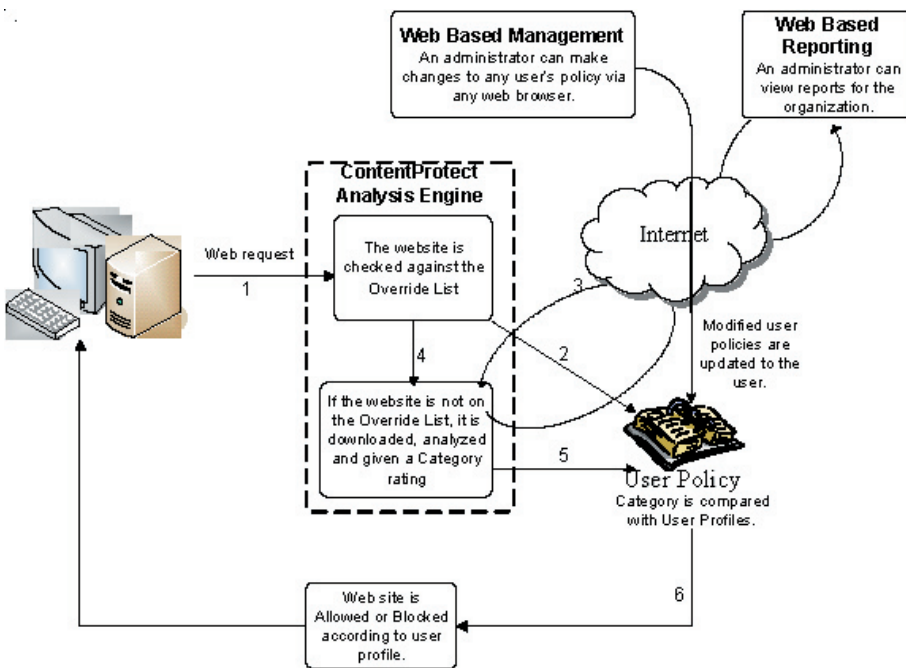 Web Based Management
An administrator can make
changes to any user's policy via
any web browser.
Web Based
Reporting
An administrator can
view reports for the
organization.
ContentProtect
Analysis Engine
Web request
1
The website is
checked against the
Override List
Internet
3
2
4
Modified user
policies are
updated to the
user.
If the website is not on
the Override List, it is
downloaded, analyzed
and given a Category
rating
5
User Policy
Category is compared
with User Profiles.
6
Web site is
Allowed or Blocked
according to user
profile.